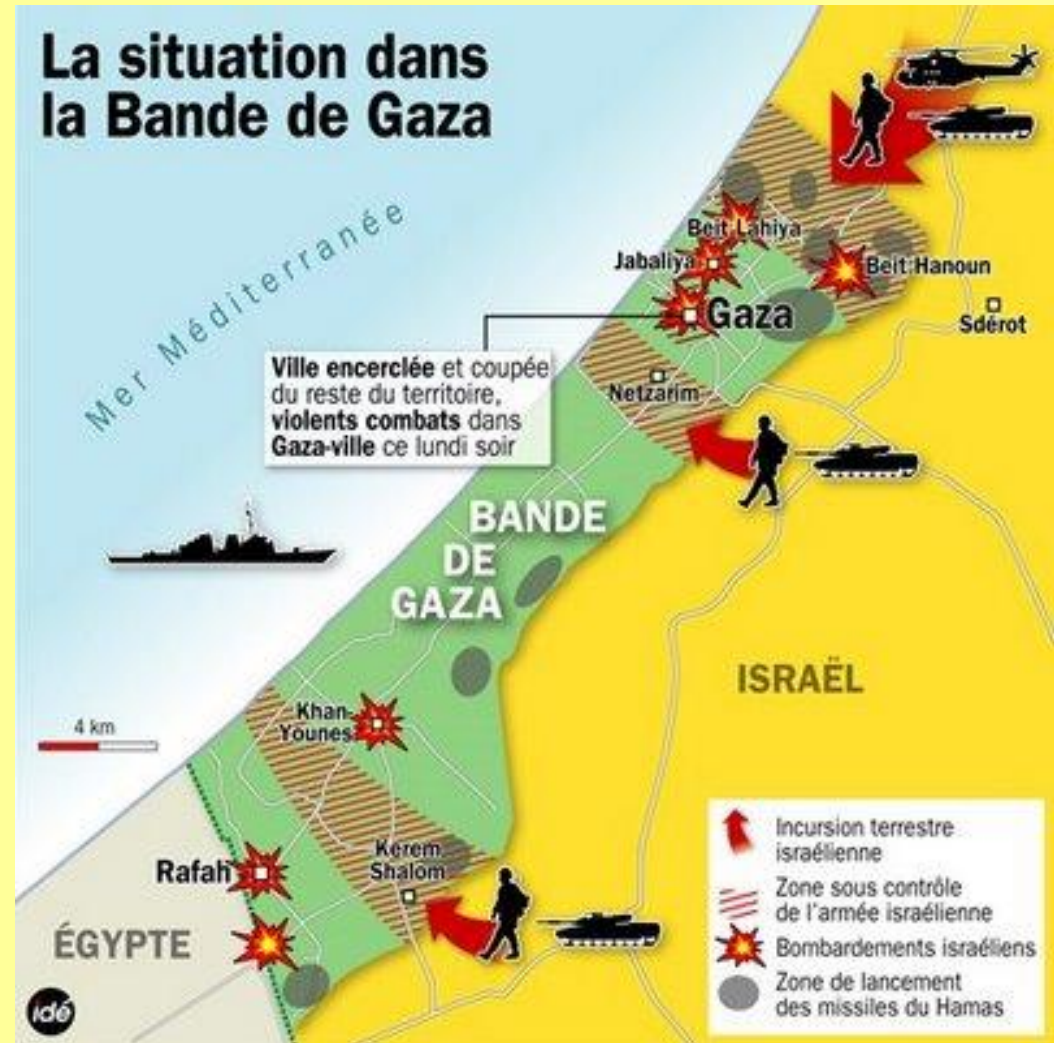 La situation dans
la Bande de Gaza
Mer Méditerranée
Beit Lahiya
Jabaliya
Beit Hanoun
Gaza
Sdérot
Ville encerclée et coupée
du reste du territoire,
violents combats dans
Gaza-ville ce lundi soir
Netzarim
BANDE
DE
GAZA
ISRAËL
Khan
Younes
4 km
Kerem
Shalom
Rafah
ÉGYPTE
Incursion terrestre
israélienne
Zone sous contrôle
de l'armée israélienne
Bombardements israéliens
Zone de lancement
des missiles du Hamas
idé